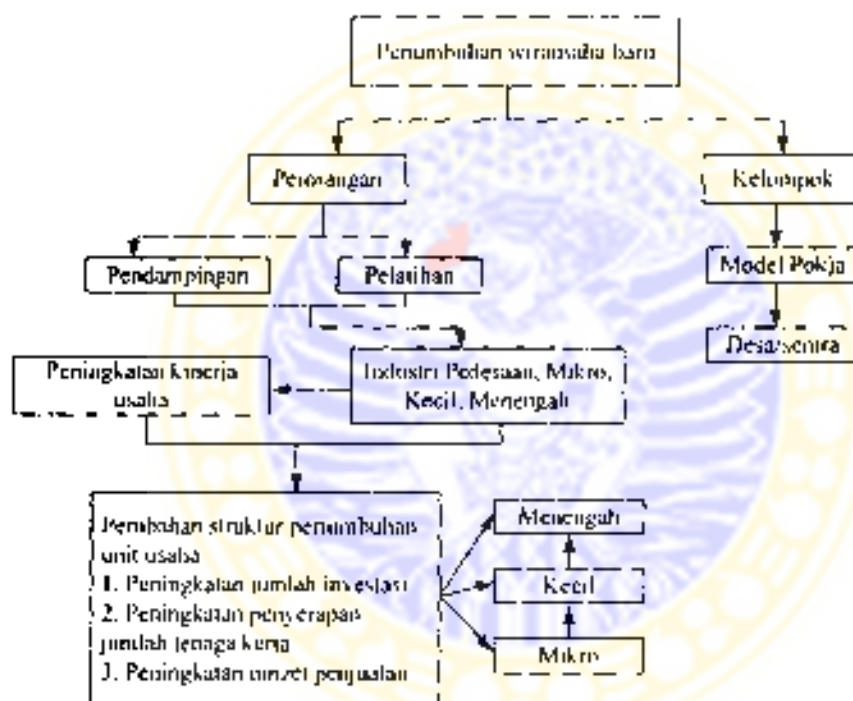 Penumbuhan wirausaha baru
Perorangan
Kelompok
Pendampingan
Pelatihan
Model Pokja
Desa/sentra
Peningkatan kinerja
usaha
Industri Pedesaan, Mikro,
Kecil, Menengah
Perubahan struktur penumbuhan
unit usaha
1. Peningkatan jumlah investasi
2. Peningkatan penyerapan
jumlah tenaga kerja
3. Peningkatan omzet penjualan
Menengah
Kecil
Mikro